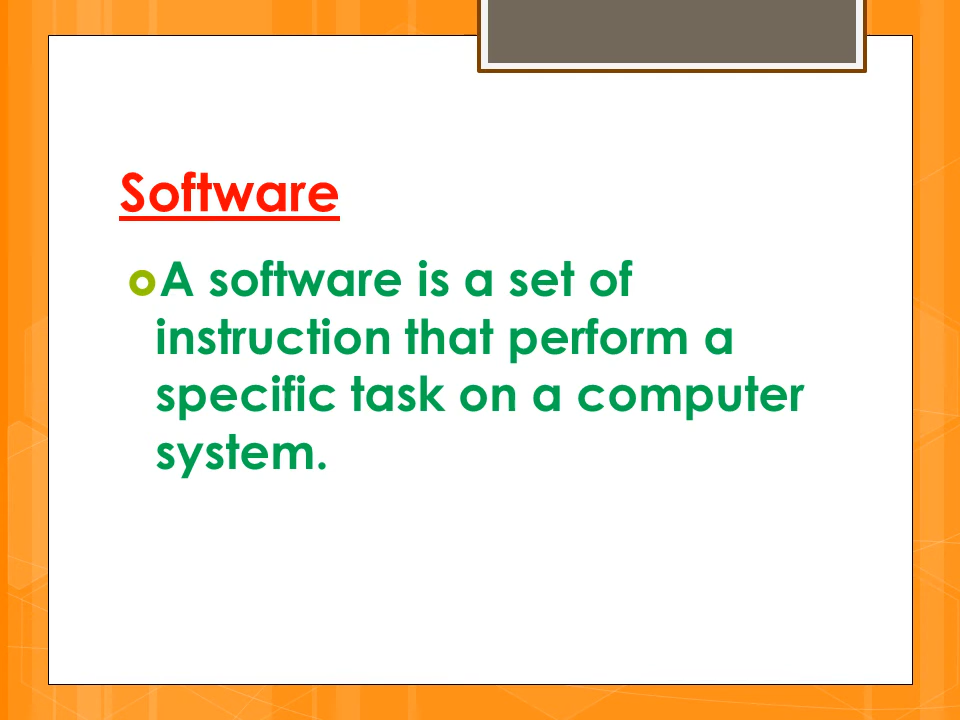 Software
A software is a set of
instruction that perform a
specific task on a computer
system.